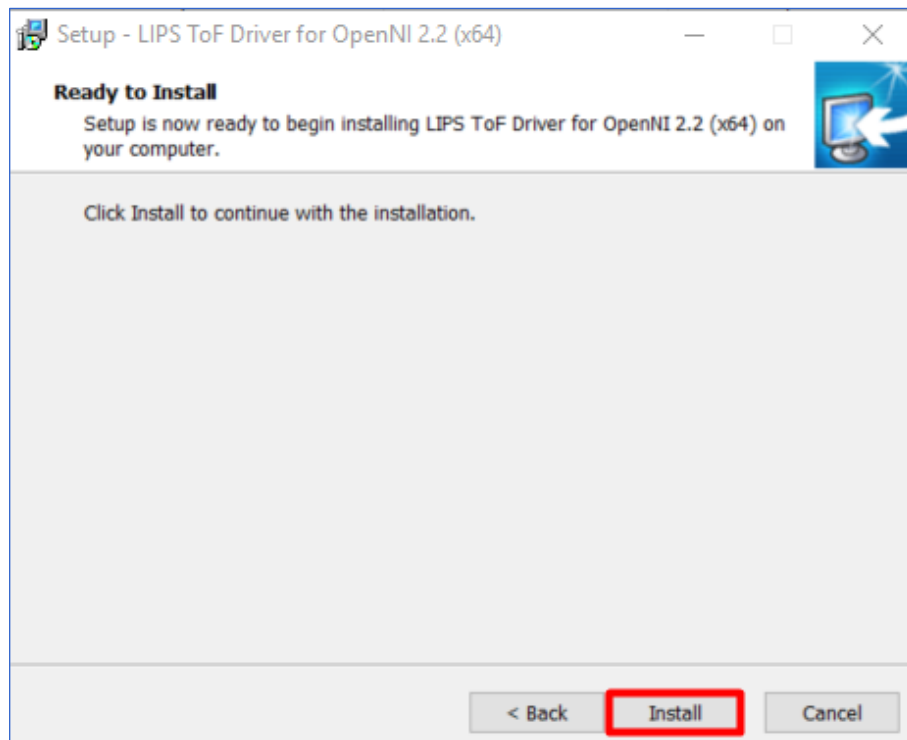 Setup - LIPS ToF Driver for OpenNI 2.2 (x64)
Ready to Install
Setup is now ready to begin installing LIPS ToF Driver for OpenNI 2.2 (x64) on
your computer.
Click Install to continue with the installation.
< Back Install Cancel